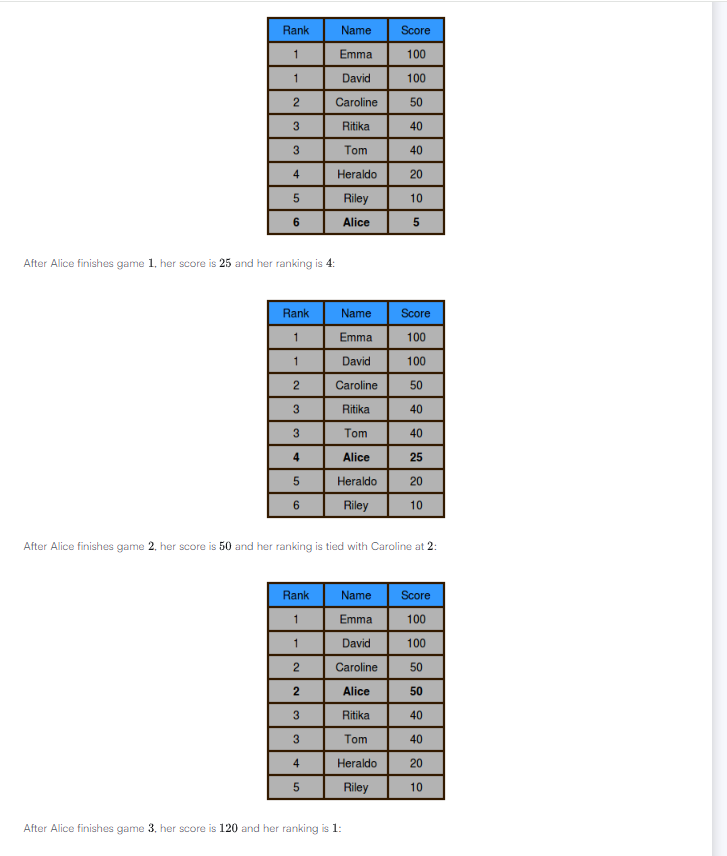 Rank Name Score
1 Emma 100
1 David 100
2 Caroline 50
3 Ritika 40
3 Tom 40
4 Heraldo 20
5 Riley 10
6 Alice 5
After Alice finishes game 1, her score is 25 and her ranking is 4:
Rank Name Score
1 Emma 100
1 David 100
2 Caroline 50
3 Ritika 40
3 Tom 40
4 Alice 25
5 Heraldo 20
6 Riley 10
After Alice finishes game 2, her score is 50 and her ranking is tied with Caroline at 2:
Rank Name Score
1 Emma 100
1 David 100
2 Caroline 50
2 Alice 50
3 Ritika 40
3 Tom 40
4 Heraldo 20
5 Riley 10
After Alice finishes game 3, her score is 120 and her ranking is 1: